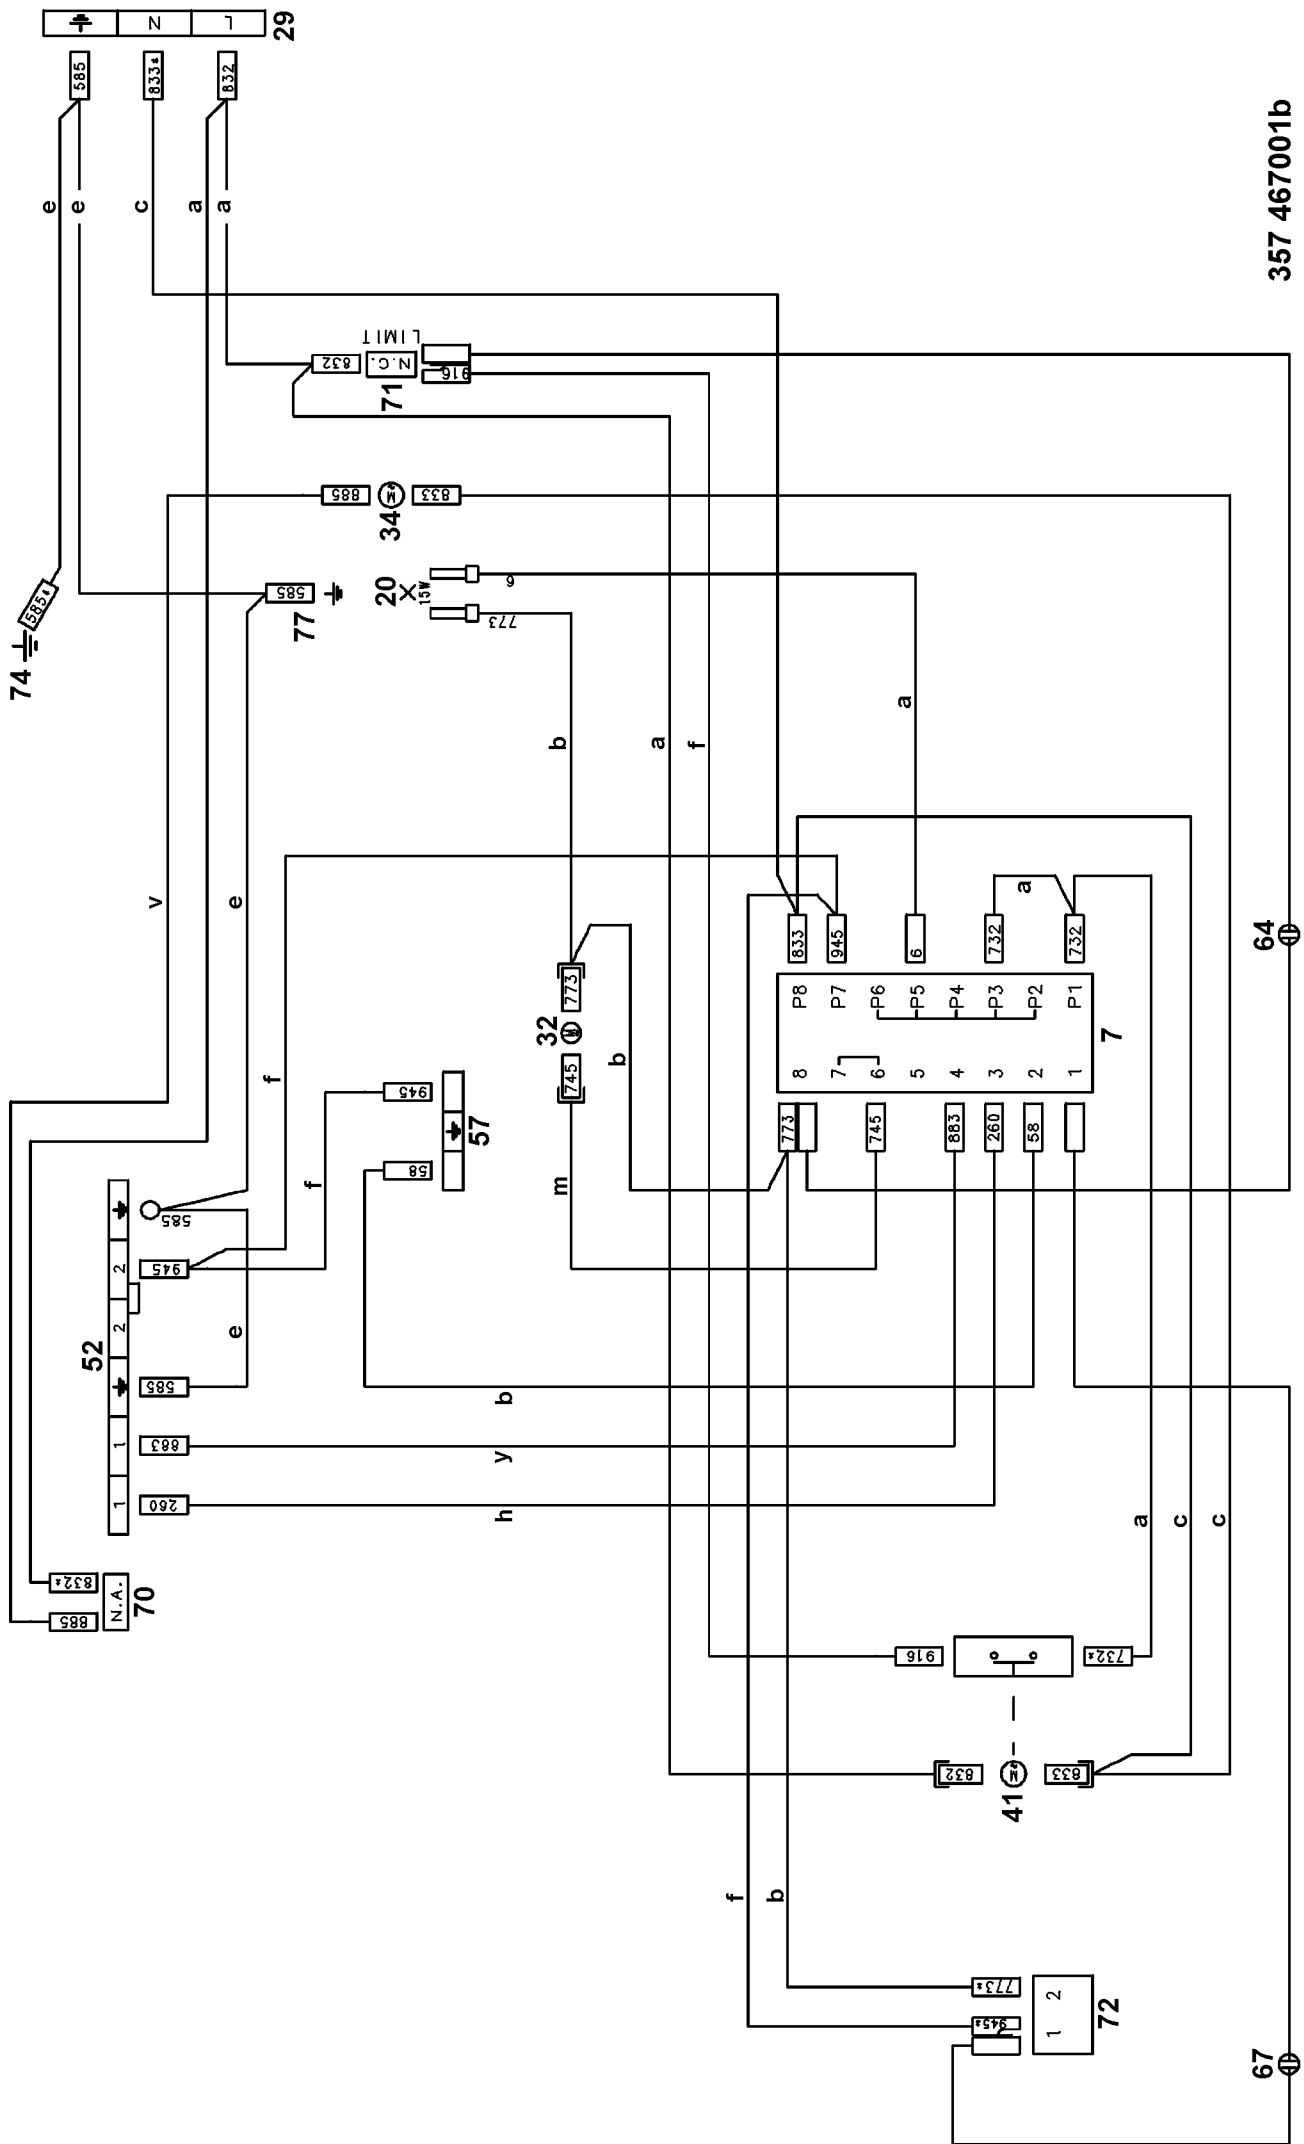 ⏚ N L
29
585
833*
832
e
e
c
a
a
357 467001b
LIMIT
832
N.C.
71
916
885
M
34
833
585*
74
585
77
20
15W
6
773
b
a
f
a
v
e
f
833
945
6
732
a
732
64
773
32
M
745
b
m
P8 P7 P6 P5 P4 P3 P2 P1
8 7 6 5 4 3 2 1
7
773
745
883
260
58
945
57
58
f
585
52
2
2
1
1
945
585
883
260
e
b
y
h
832*
885
N.A.
70
a
c
c
916
732*
832
M
833
41
f
b
773*
945*
1 2
72
67